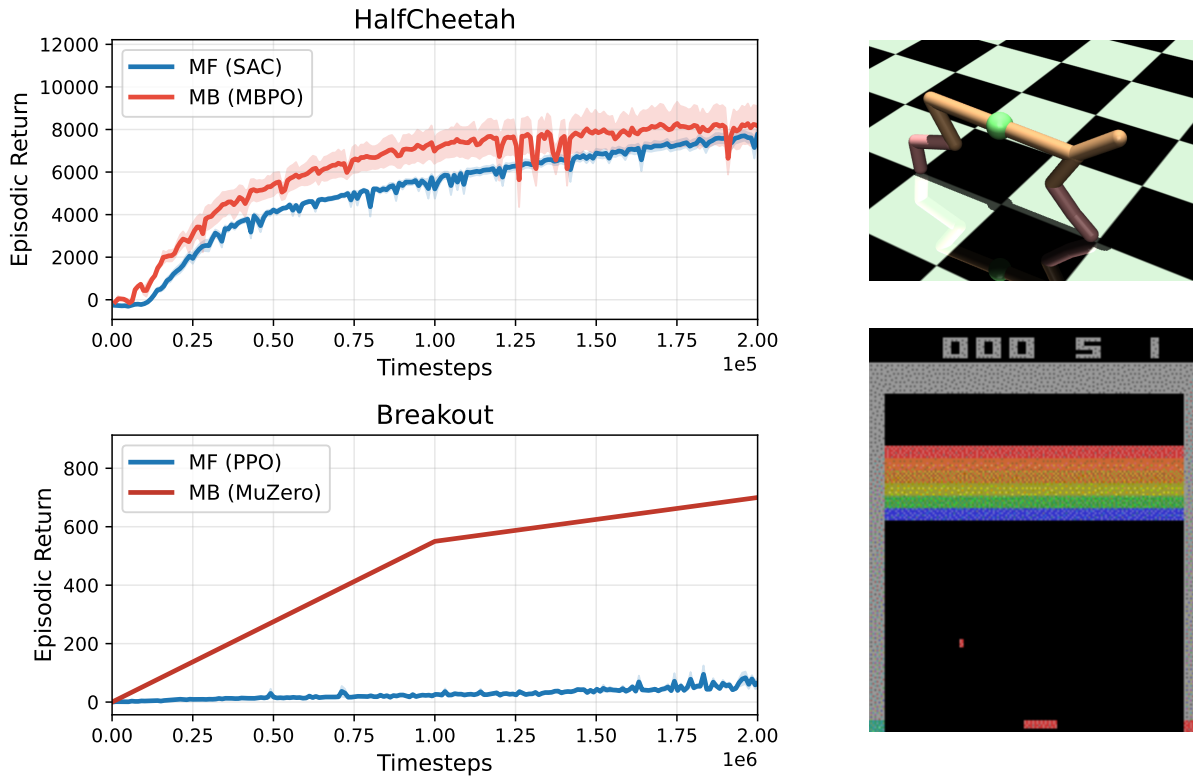 HalfCheetah
12000
10000
8000
6000
4000
2000
0
Episodic Return
MF (SAC)
MB (MBPO)
0.00 0.25 0.50 0.75 1.00 1.25 1.50 1.75 2.00
1e5
Timesteps
Breakout
800
600
400
200
0
Episodic Return
MF (PPO)
MB (MuZero)
0.00 0.25 0.50 0.75 1.00 1.25 1.50 1.75 2.00
1e6
Timesteps
000 5 1